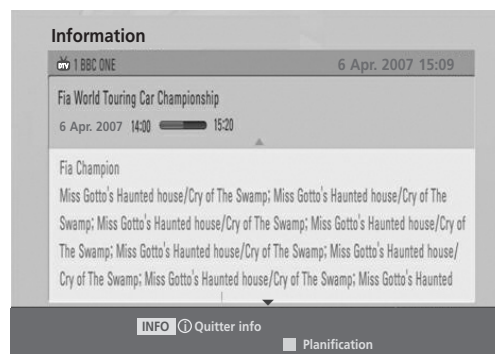 Information
DTV 1 BBC ONE 6 Apr. 2007 15:09
Fia World Touring Car Championship
6 Apr. 2007 14:00 15:20
Fia Champion
Miss Gotto's Haunted house/Cry of The Swamp; Miss Gotto's Haunted house/Cry of The
Swamp; Miss Gotto's Haunted house/Cry of The Swamp; Miss Gotto's Haunted house/Cry of
The Swamp; Miss Gotto's Haunted house/Cry of The Swamp; Miss Gotto's Haunted house/
Cry of The Swamp; Miss Gotto's Haunted house/Cry of The Swamp; Miss Gotto's Haunted
INFO ⓘ Quitter info
Planification